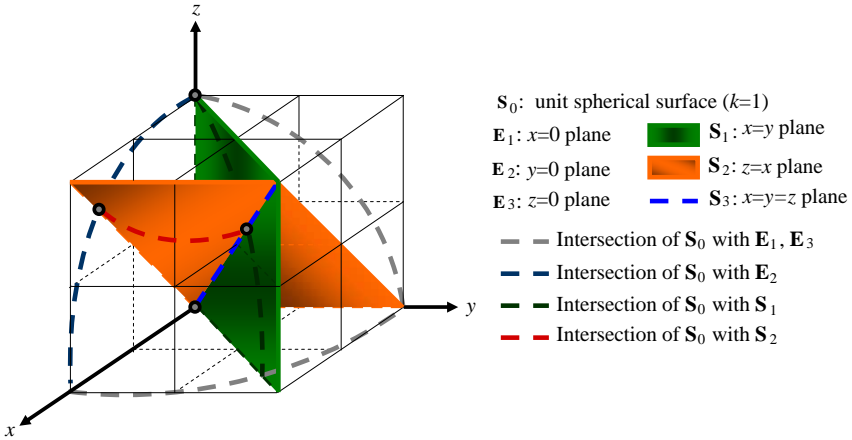 z
y
x
S0: unit spherical surface (k=1)
E1: x=0 plane
S1: x=y plane
E2: y=0 plane
S2: z=x plane
E3: z=0 plane
S3: x=y=z plane
Intersection of S0 with E1, E3
Intersection of S0 with E2
Intersection of S0 with S1
Intersection of S0 with S2